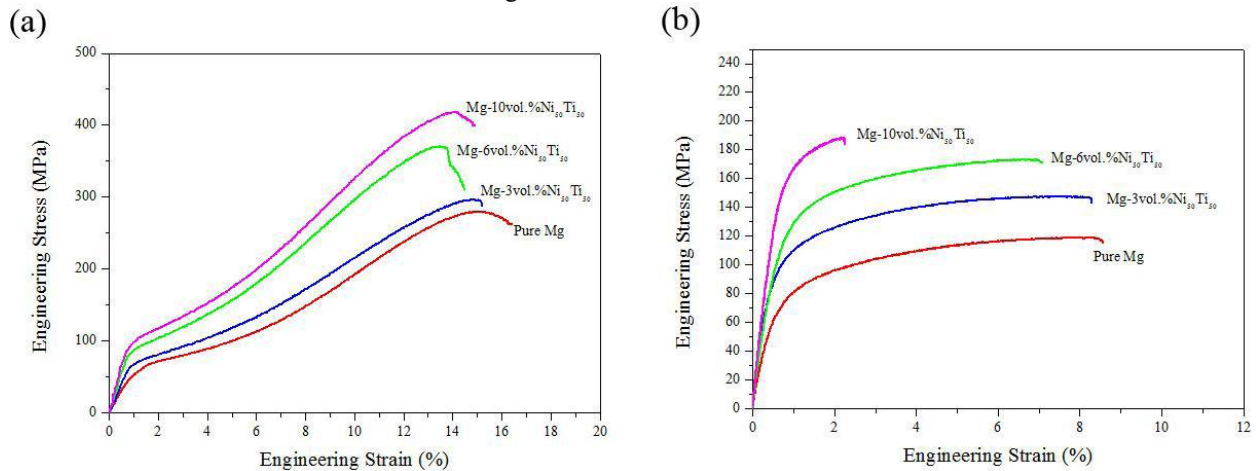 (a)
500
400
300
200
100
0
Engineering Stress (MPa)
0 2 4 6 8 10 12 14 16 18 20
Engineering Strain (%)
Mg-10vol.%Ni₅₀Ti₅₀
Mg-6vol.%Ni₅₀Ti₅₀
Mg-3vol.%Ni₅₀Ti₅₀
Pure Mg
(b)
240
220
200
180
160
140
120
100
80
60
40
20
0
Engineering Stress (MPa)
0 2 4 6 8 10 12
Engineering Strain (%)
Mg-10vol.%Ni₅₀Ti₅₀
Mg-6vol.%Ni₅₀Ti₅₀
Mg-3vol.%Ni₅₀Ti₅₀
Pure Mg